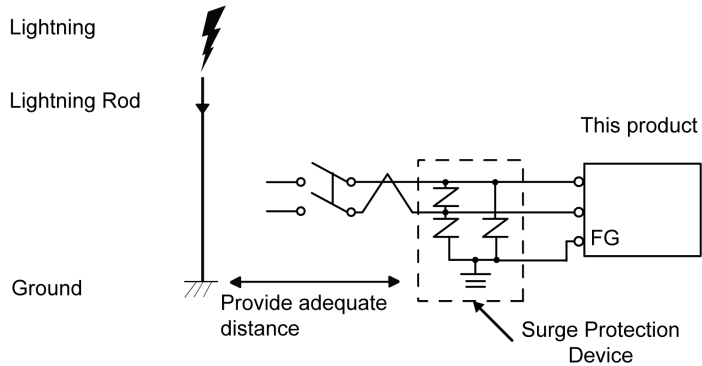 Lightning
Lightning Rod
This product
FG
Ground
Provide adequate
distance
Surge Protection
Device